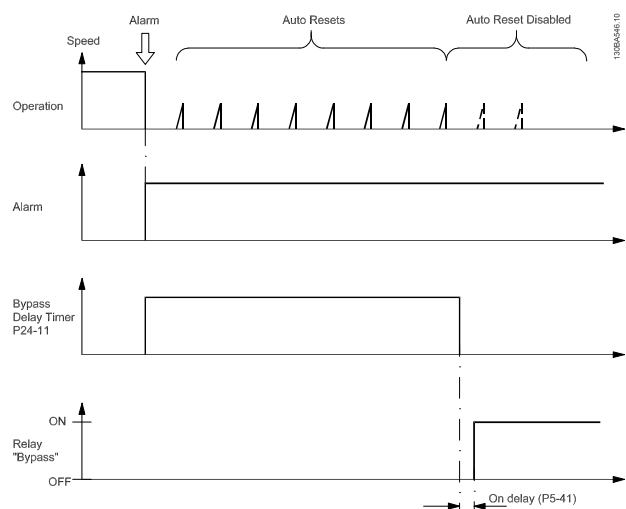 Alarm
Auto Resets
Auto Reset Disabled
130BA546.10
Speed
Operation
Alarm
Bypass
Delay Timer
P24-11
ON
Relay
"Bypass"
OFF
On delay (P5-41)